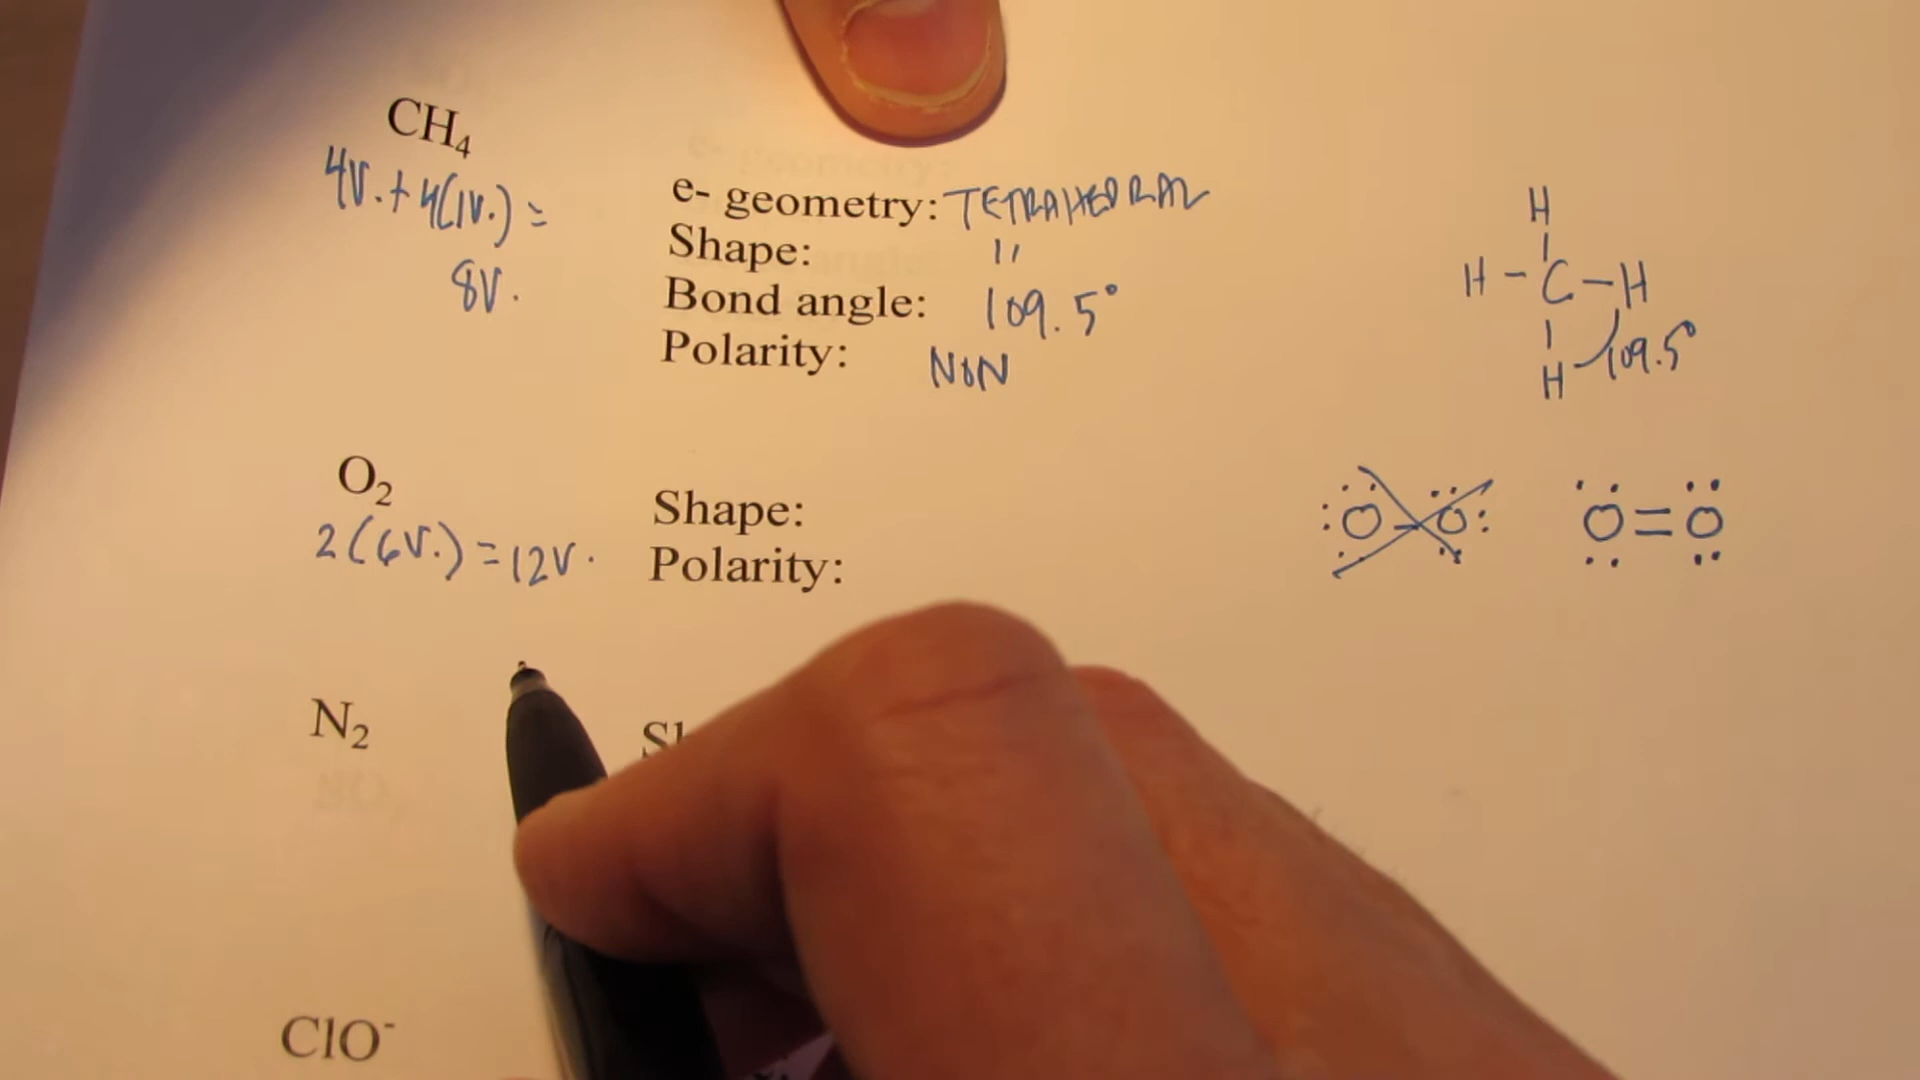 CH₄
4V. + 4(1V.) =
8V.
e- geometry: TETRAHEDRAL
Shape: 〃
Bond angle: 109.5°
Polarity: NON
H
H - C - H
H 109.5°
O₂
2(6V.) = 12V.
Shape:
Polarity:
O - O O = O
N₂
ClO⁻